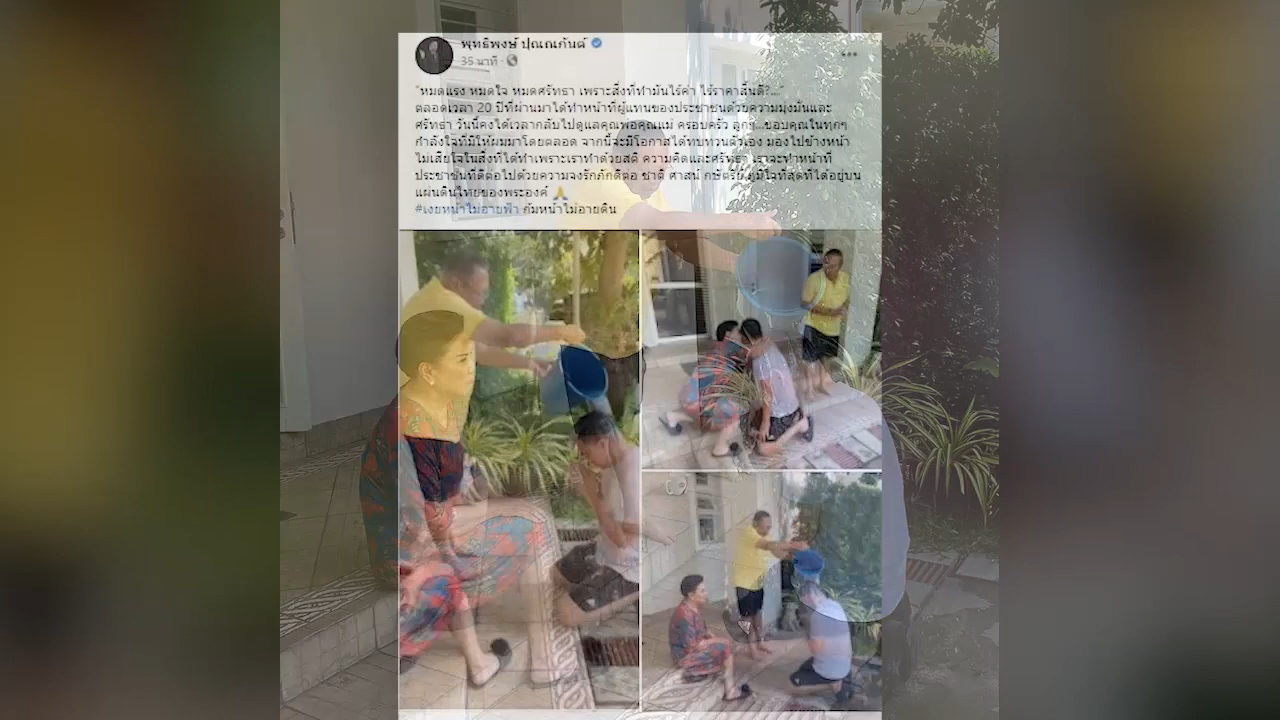 พุทธิพงษ์ ปุณณกันต์
35 นาที
"หมดแรง หมดใจ หมดศรัทธา เพราะสิ่งที่ทำมันไร้ค่า ไร้ราคาสิ้นดี?..."
ตลอดเวลา 20 ปีที่ผ่านมาได้ทำหน้าที่ผู้แทนของประชาชนด้วยความมุ่งมั่นและ
ศรัทธา วันนี้คงได้เวลากลับไปดูแลคุณพ่อคุณแม่ ครอบครัว ลูกๆ...ขอบคุณในทุกๆ
กำลังใจที่มีให้ผมมาโดยตลอด จากนี้จะมีโอกาสได้ทบทวนตัวเอง มองไปข้างหน้า
ไม่เสียใจในสิ่งที่ได้ทำเพราะเราทำด้วยสติ ความคิดและศรัทธา เราจะทำหน้าที่
ประชาชนที่ดีต่อไปด้วยความจงรักภักดีต่อ ชาติ ศาสน์ กษัตริย์ ภูมิใจที่สุดที่ได้อยู่บน
แผ่นดินไทยของพระองค์ 🙏
#เงยหน้าไม่อายฟ้า ก้มหน้าไม่อายดิน